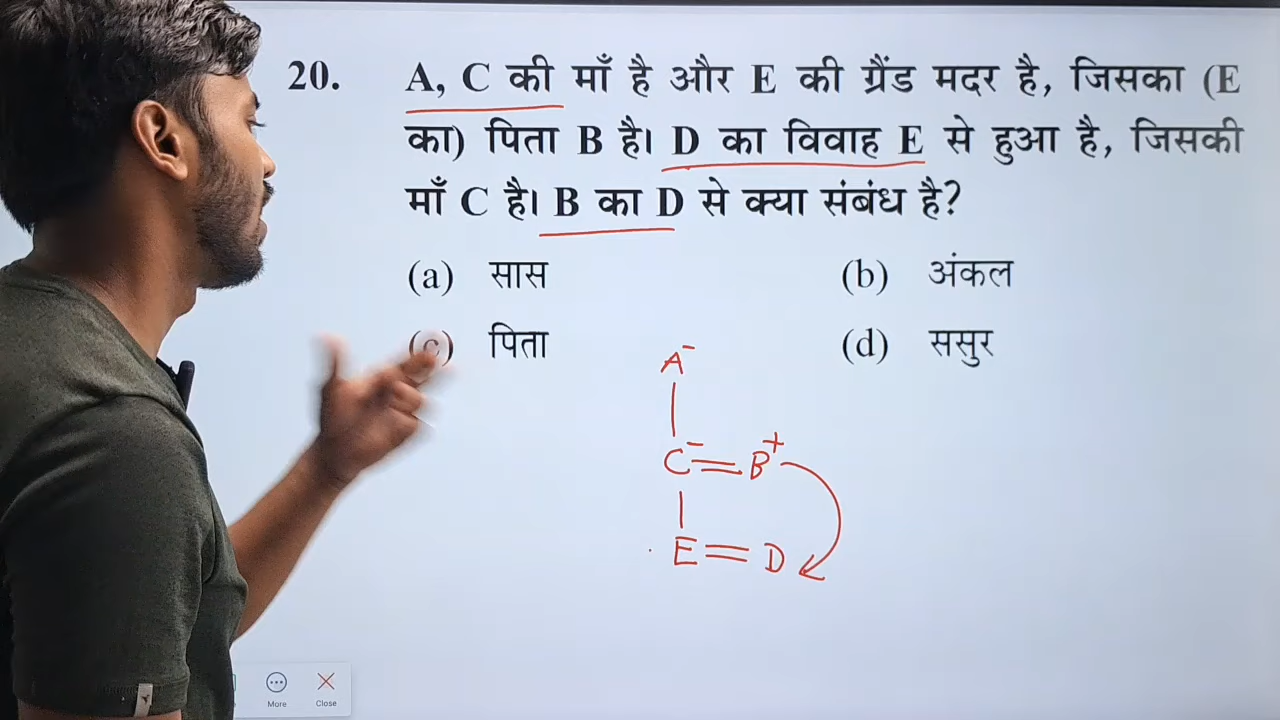 20. A, C की माँ है और E की ग्रैंड मदर है, जिसका (E
का) पिता B है। D का विवाह E से हुआ है, जिसकी
माँ C है। B का D से क्या संबंध है?
(a) सास (b) अंकल
(c) पिता (d) ससुर
A-
C- = B+
E = D
More Close